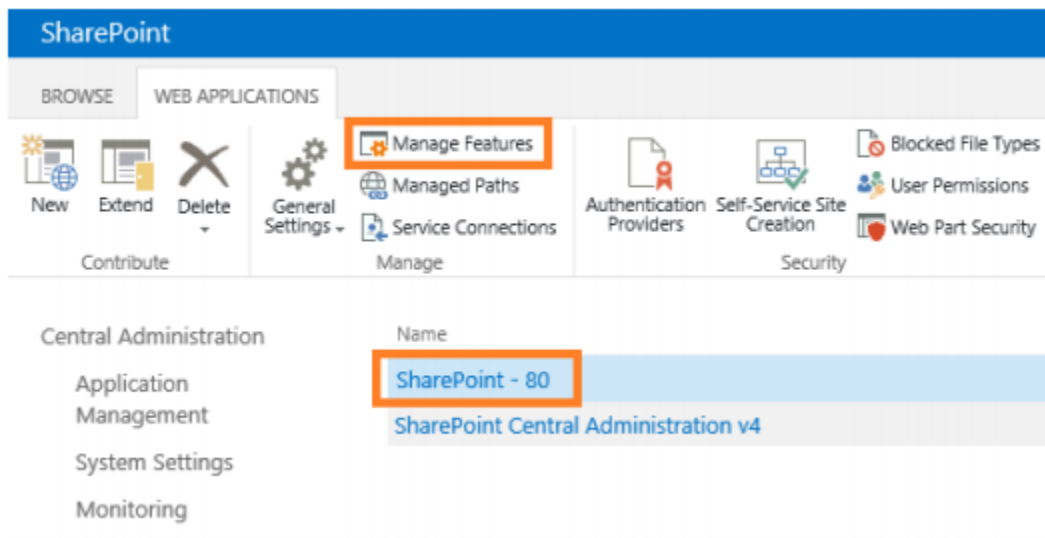 SharePoint
BROWSE WEB APPLICATIONS
New
Extend
Delete
General
Settings
Manage Features
Managed Paths
Service Connections
Authentication
Providers
Self-Service Site
Creation
Blocked File Types
User Permissions
Web Part Security
Contribute
Manage
Security
Central Administration
Application
Management
System Settings
Monitoring
Name
SharePoint - 80
SharePoint Central Administration v4